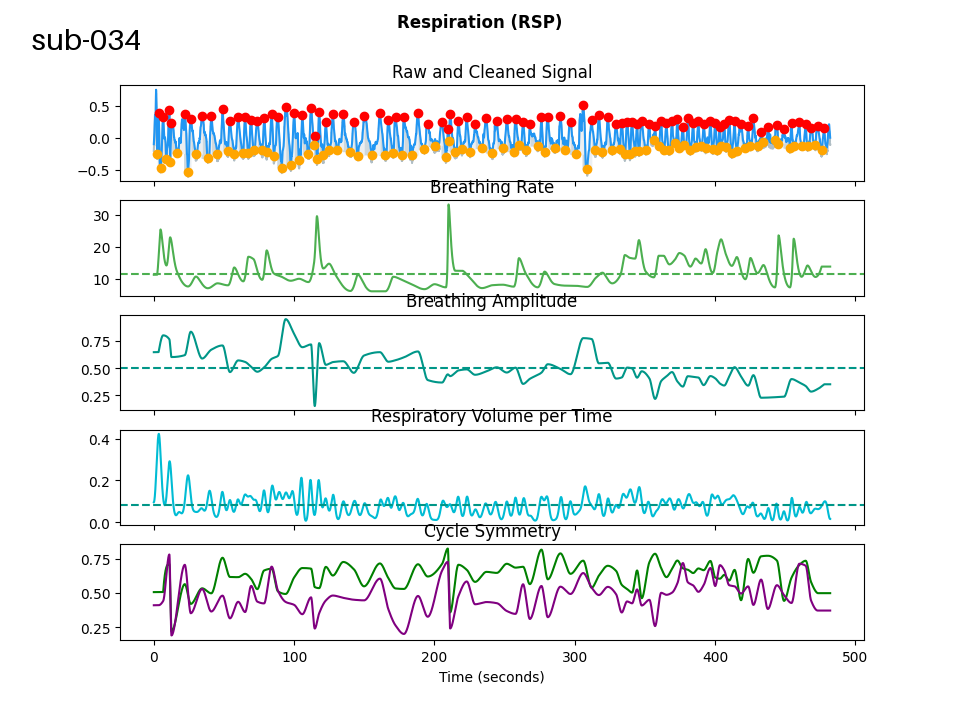 Respiration (RSP)
sub-034
Raw and Cleaned Signal
0.5
0.0
−0.5
Breathing Rate
30
20
10
Breathing Amplitude
0.75
0.50
0.25
Respiratory Volume per Time
0.4
0.2
0.0
Cycle Symmetry
0.75
0.50
0.25
0 100 200 300 400 500
Time (seconds)